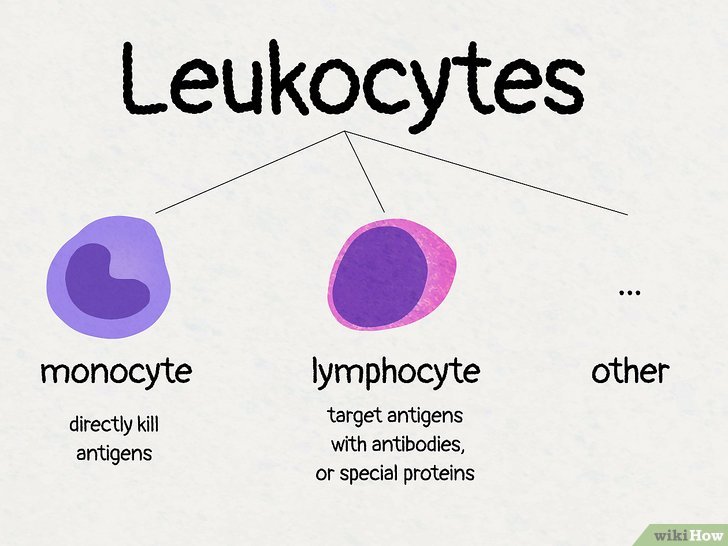 Leukocytes
...
monocyte
lymphocyte
other
directly kill
antigens
target antigens
with antibodies,
or special proteins
wikiHow